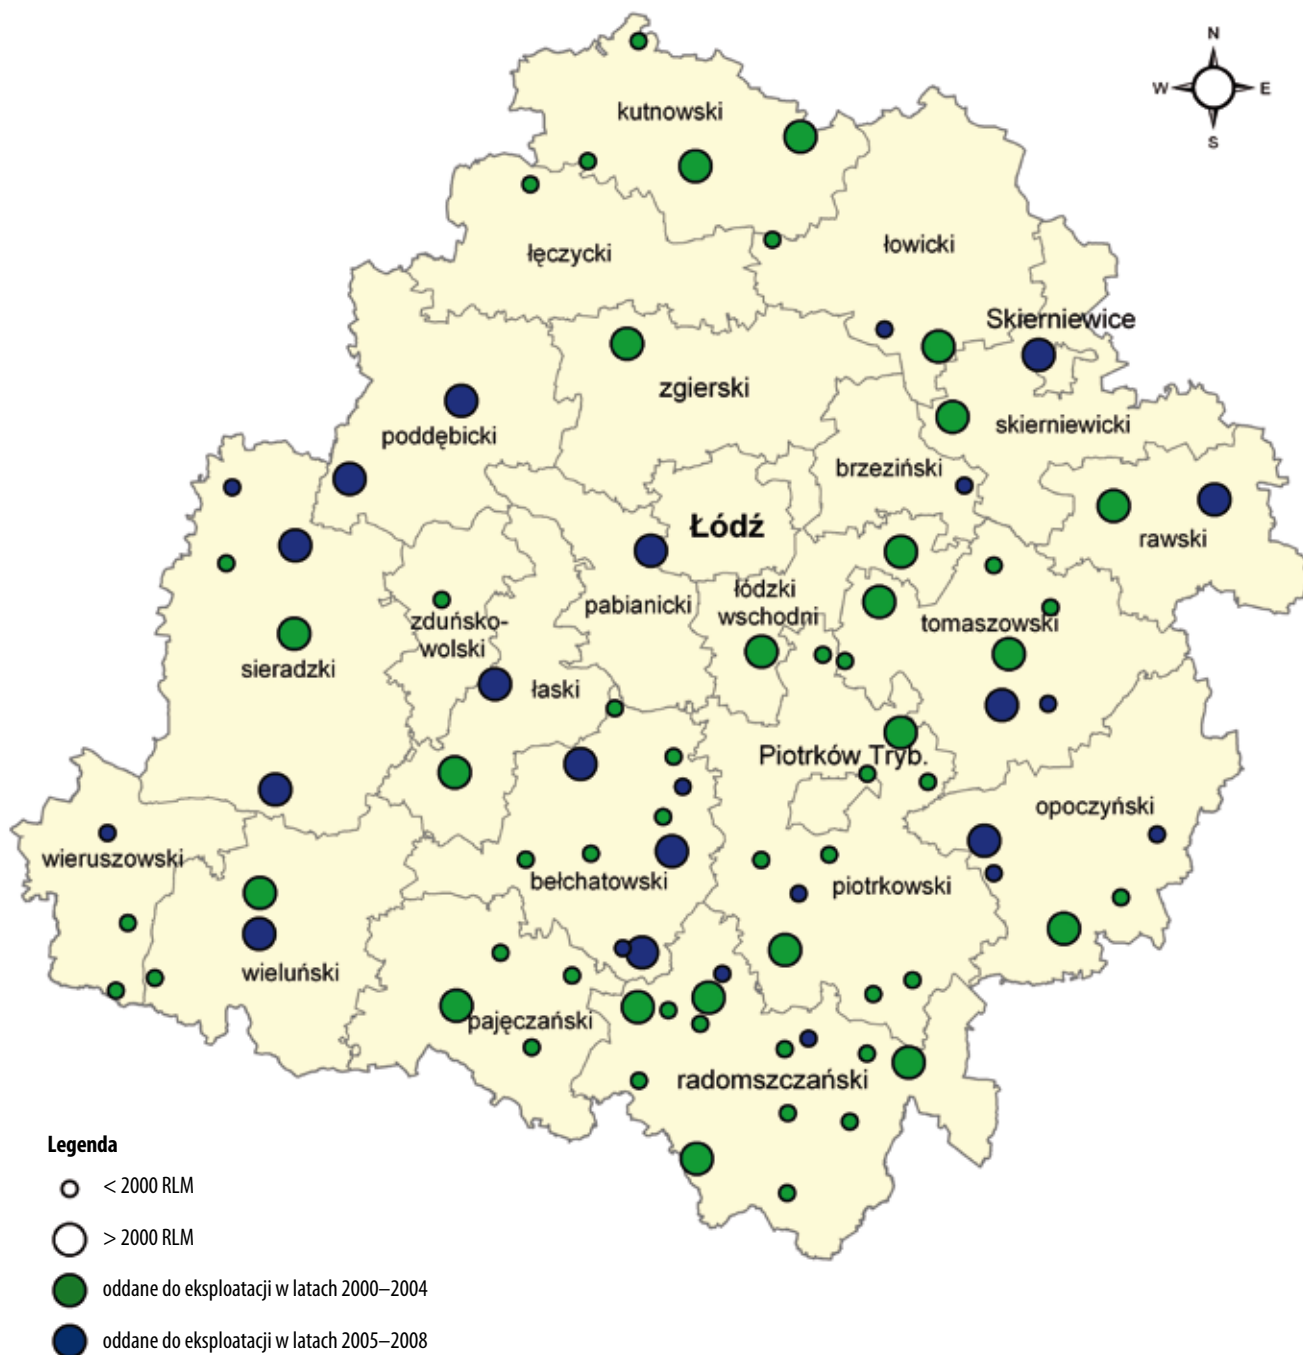 N
W E
S
kutnowski
łęczycki
łowicki
Skierniewice
zgierski
poddębicki
skierniewicki
brzeziński
Łódź
rawski
łódzki
wschodni
pabianicki
zduńsko-
wolski
tomaszowski
sieradzki
łaski
Piotrków Tryb.
opoczyński
wieruszowski
bełchatowski
piotrkowski
wieluński
pajęczański
radomszczański
Legenda
< 2000 RLM
> 2000 RLM
oddane do eksploatacji w latach 2000–2004
oddane do eksploatacji w latach 2005–2008